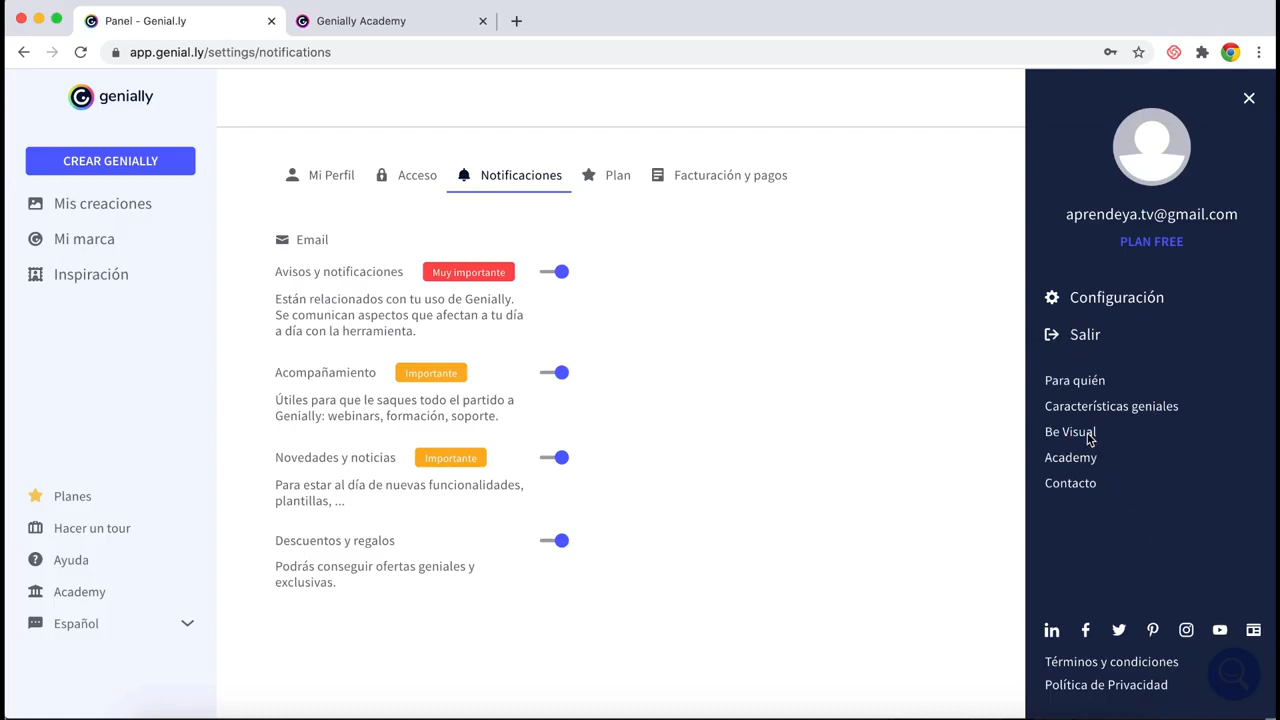 Panel - Genial.ly
Genially Academy
app.genial.ly/settings/notifications
genially
CREAR GENIALLY
Mis creaciones
Mi marca
Inspiración
Planes
Hacer un tour
Ayuda
Academy
Español
Mi Perfil
Acceso
Notificaciones
Plan
Facturación y pagos
Email
Avisos y notificaciones
Muy importante
Están relacionados con tu uso de Genially.
Se comunican aspectos que afectan a tu día
a día con la herramienta.
Acompañamiento
Importante
Útiles para que le saques todo el partido a
Genially: webinars, formación, soporte.
Novedades y noticias
Importante
Para estar al día de nuevas funcionalidades,
plantillas, ...
Descuentos y regalos
Podrás conseguir ofertas geniales y
exclusivas.
aprendeya.tv@gmail.com
PLAN FREE
Configuración
Salir
Para quién
Características geniales
Be Visual
Academy
Contacto
Términos y condiciones
Política de Privacidad